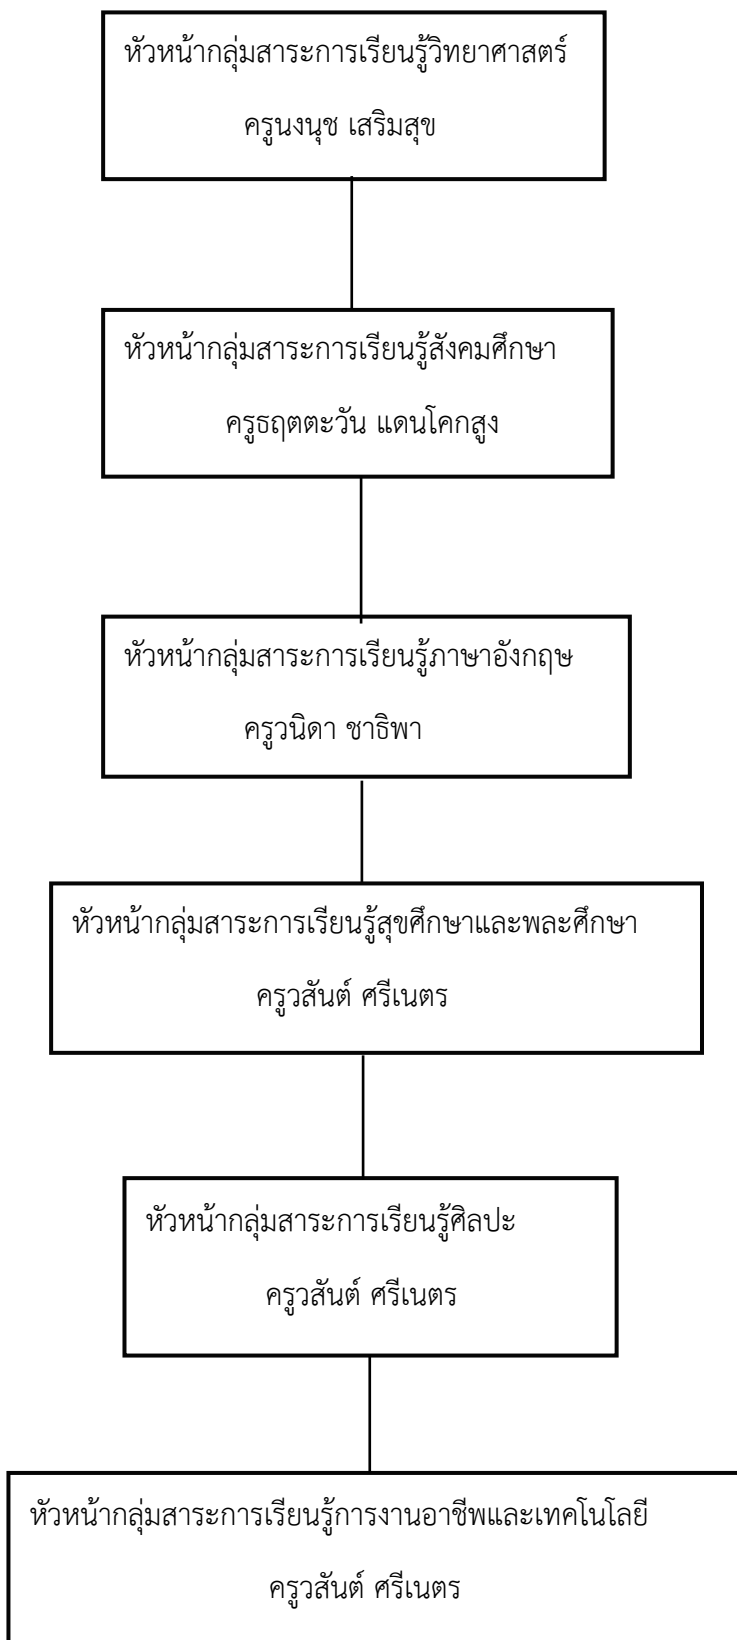 หัวหน้ากลุ่มสาระการเรียนรู้วิทยาศาสตร์
ครูนงนุช เสริมสุข
หัวหน้ากลุ่มสาระการเรียนรู้สังคมศึกษา
ครูธฤตตะวัน แดนโคกสูง
หัวหน้ากลุ่มสาระการเรียนรู้ภาษาอังกฤษ
ครูวนิดา ชาธิพา
หัวหน้ากลุ่มสาระการเรียนรู้สุขศึกษาและพละศึกษา
ครูวสันต์ ศรีเนตร
หัวหน้ากลุ่มสาระการเรียนรู้ศิลปะ
ครูวสันต์ ศรีเนตร
หัวหน้ากลุ่มสาระการเรียนรู้การงานอาชีพและเทคโนโลยี
ครูวสันต์ ศรีเนตร